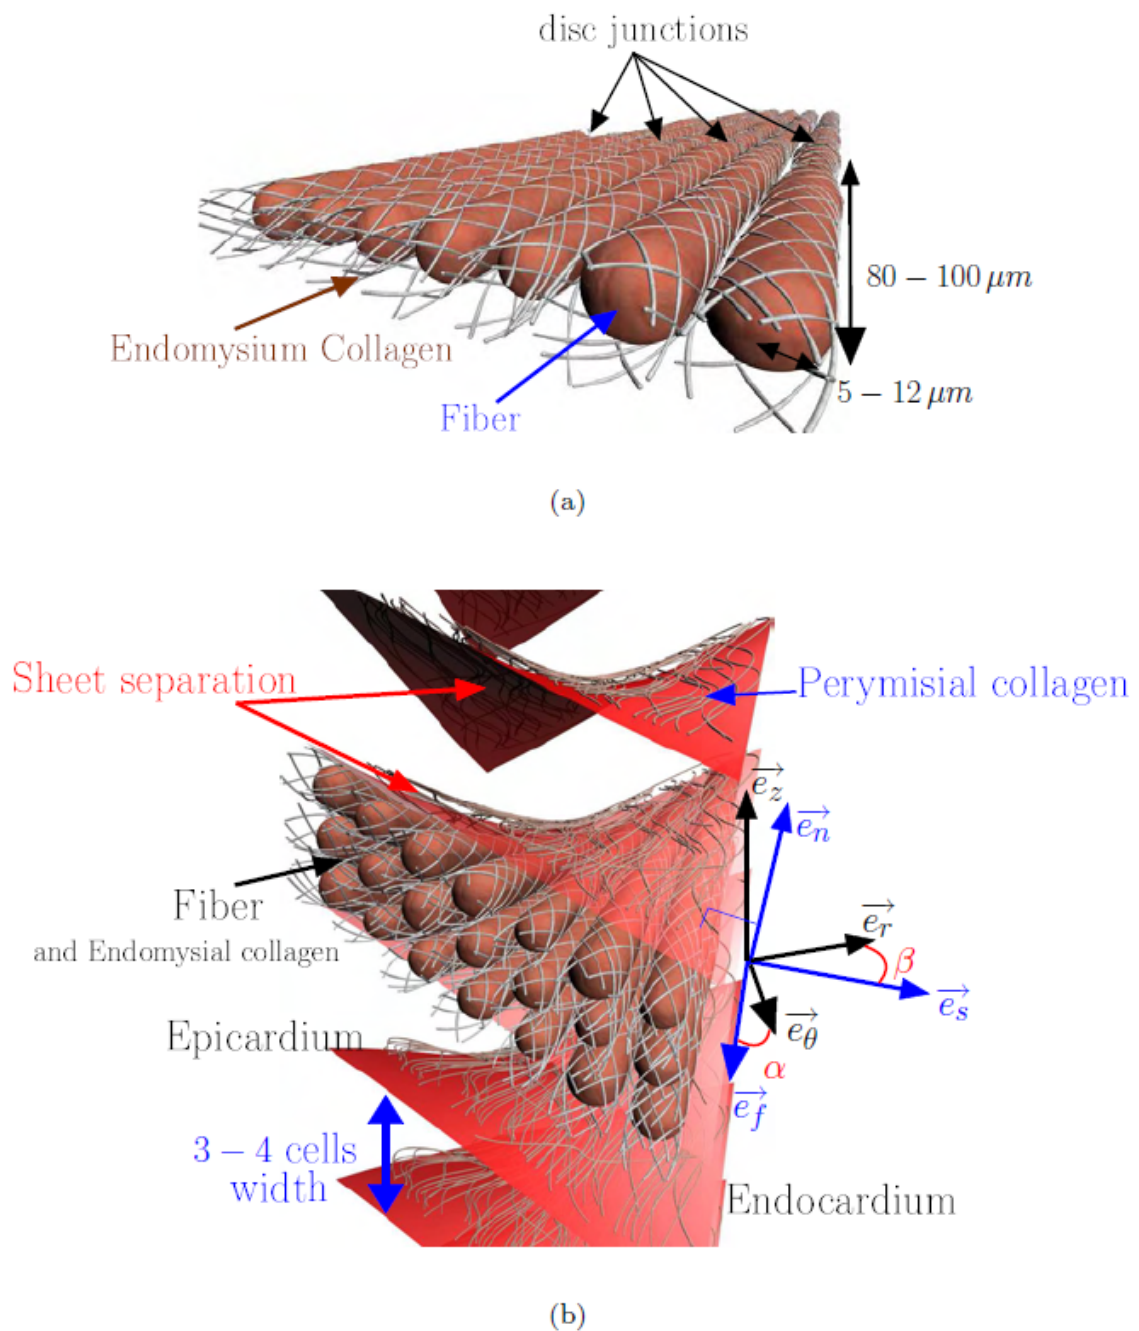 disc junctions
80 – 100 μm
Endomysium Collagen
5 – 12 μm
Fiber
(a)
Sheet separation
Perymisial collagen
e_z
e_n
Fiber
and Endomysial collagen
e_r
β
e_s
e_θ
Epicardium
α
e_f
3 – 4 cells
width
Endocardium
(b)